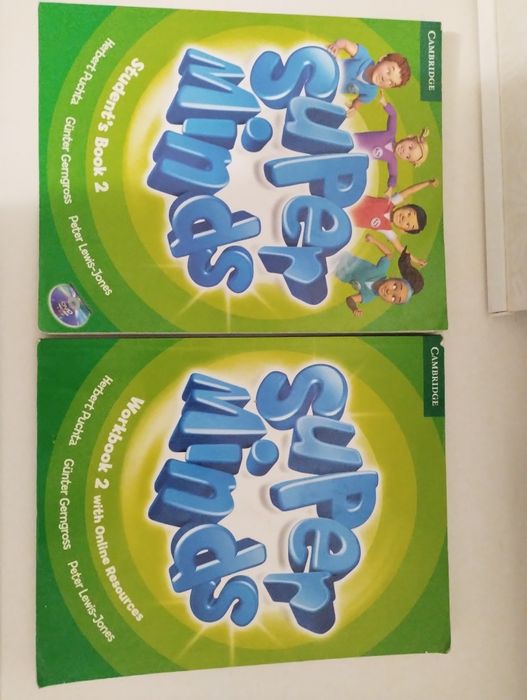 CAMBRIDGE
Super
Minds
Student's Book 2
Herbert Puchta Günter Gerngross Peter Lewis-Jones
CAMBRIDGE
Super
Minds
Workbook 2 with Online Resources
Herbert Puchta Günter Gerngross Peter Lewis-Jones